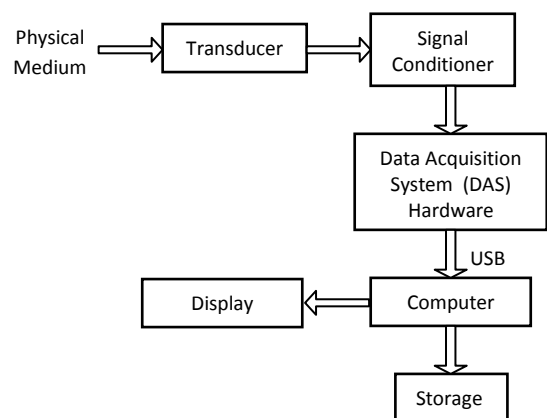 Physical
Medium
Transducer
Signal
Conditioner
Data Acquisition
System (DAS)
Hardware
USB
Display
Computer
Storage